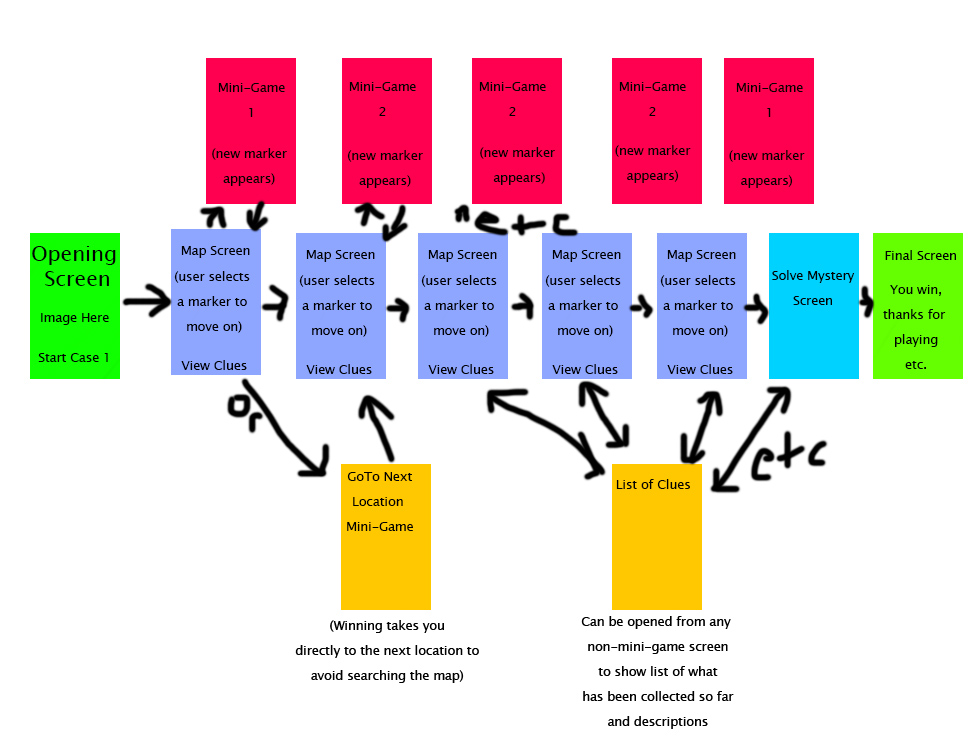 Mini-Game
1
(new marker
appears)
Mini-Game
2
(new marker
appears)
Mini-Game
2
(new marker
appears)
Mini-Game
2
(new marker
appears)
Mini-Game
1
(new marker
appears)
etc
Opening
Screen
Image Here
Start Case 1
Map Screen
(user selects
a marker to
move on)
View Clues
Map Screen
(user selects
a marker to
move on)
View Clues
Map Screen
(user selects
a marker to
move on)
View Clues
Map Screen
(user selects
a marker to
move on)
View Clues
Map Screen
(user selects
a marker to
move on)
View Clues
Solve Mystery
Screen
Final Screen
You win,
thanks for
playing
etc.
Or
etc
GoTo Next
Location
Mini-Game
(Winning takes you
directly to the next location to
avoid searching the map)
List of Clues
Can be opened from any
non-mini-game screen
to show list of what
has been collected so far
and descriptions